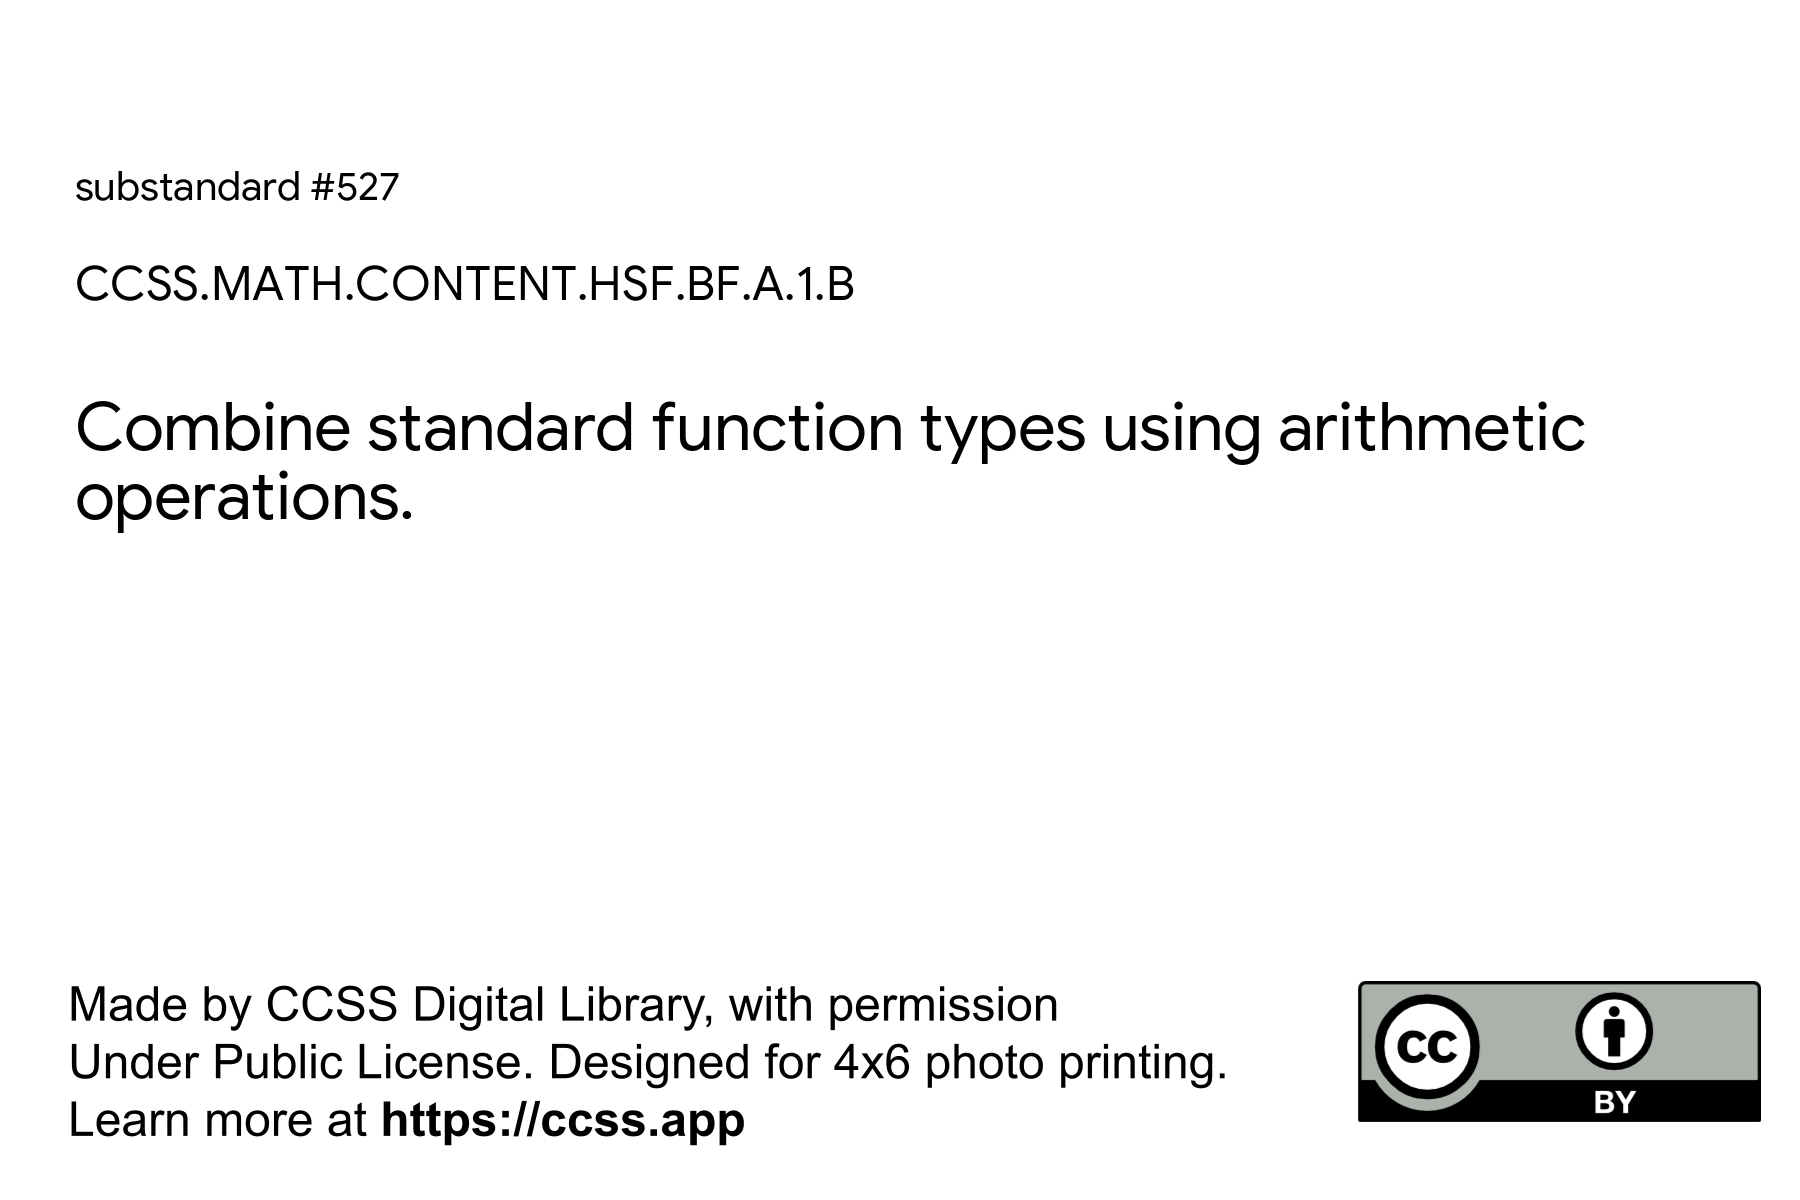 substandard #527
CCSS.MATH.CONTENT.HSF.BF.A.1.B
Combine standard function types using arithmetic
operations.
Made by CCSS Digital Library, with permission
Under Public License. Designed for 4x6 photo printing.
Learn more at https://ccss.app
cc
BY